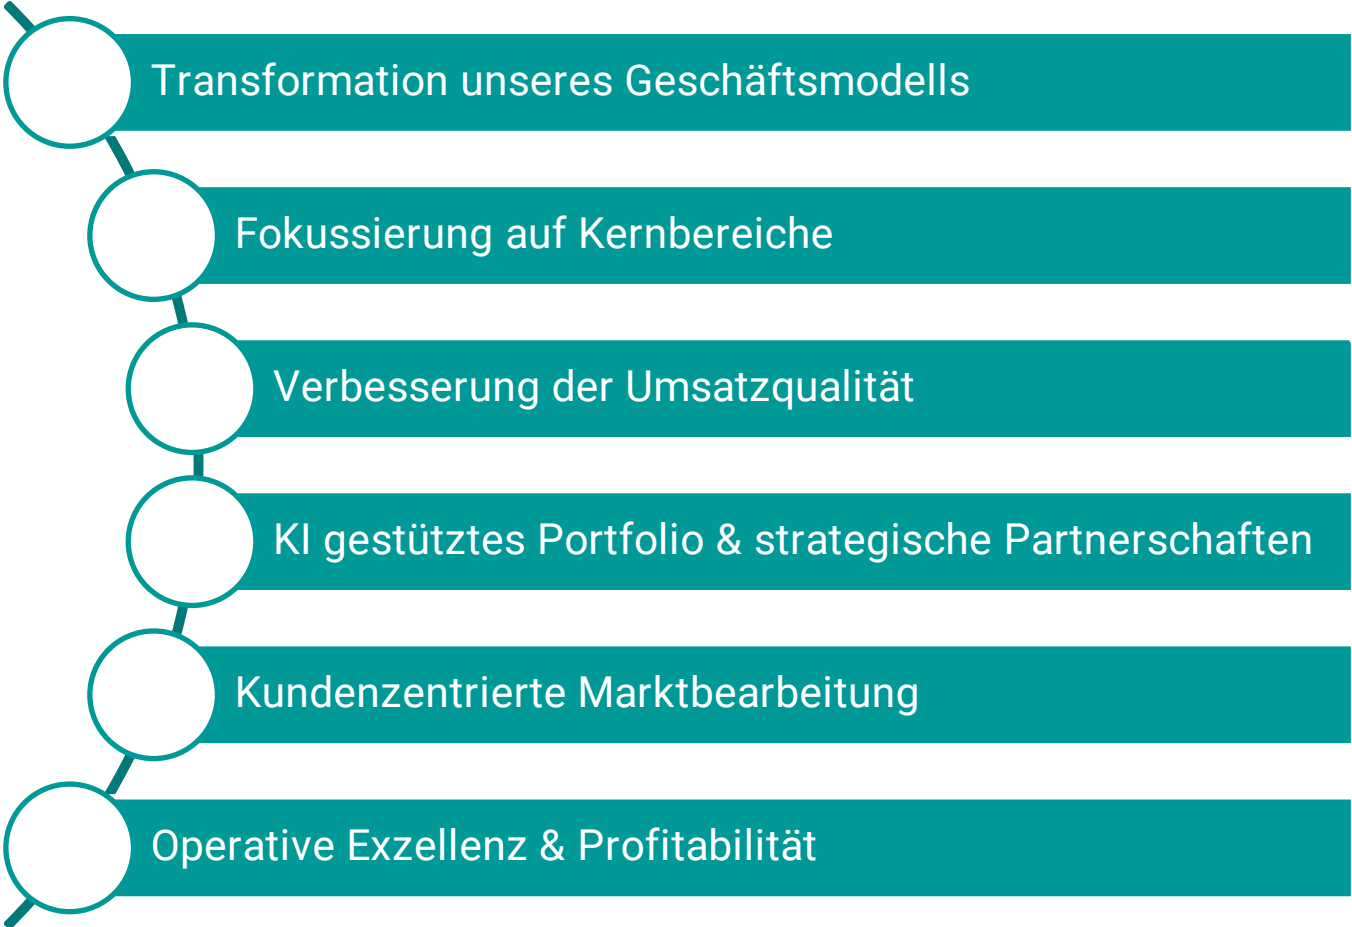 Transformation unseres Geschäftsmodells
Fokussierung auf Kernbereiche
Verbesserung der Umsatzqualität
KI gestütztes Portfolio & strategische Partnerschaften
Kundenzentrierte Marktbearbeitung
Operative Exzellenz & Profitabilität